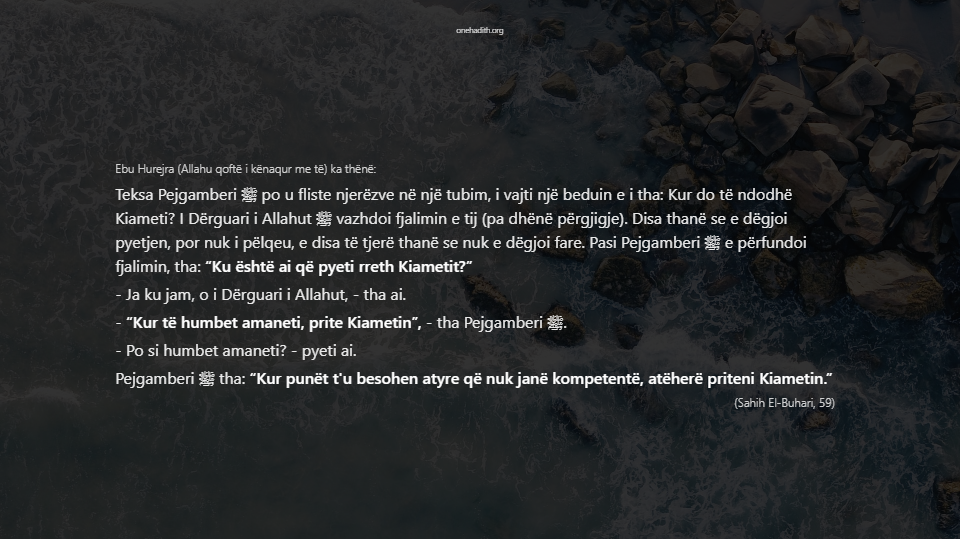 onehadith.org
Ebu Hurejra (Allahu qoftë i kënaqur me të) ka thënë:
Teksa Pejgamberi ﷺ po u fliste njerëzve në një tubim, i vajti një beduin e i tha: Kur do të ndodhë
Kiameti? I Dërguari i Allahut ﷺ vazhdoi fjalimin e tij (pa dhënë përgjigje). Disa thanë se e dëgjoi
pyetjen, por nuk i pëlqeu, e disa të tjerë thanë se nuk e dëgjoi fare. Pasi Pejgamberi ﷺ e përfundoi
fjalimin, tha: “Ku është ai që pyeti rreth Kiametit?”
- Ja ku jam, o i Dërguari i Allahut, - tha ai.
- “Kur të humbet amaneti, prite Kiametin”, - tha Pejgamberi ﷺ.
- Po si humbet amaneti? - pyeti ai.
Pejgamberi ﷺ tha: “Kur punët t'u besohen atyre që nuk janë kompetentë, atëherë priteni Kiametin.”
(Sahih El-Buhari, 59)